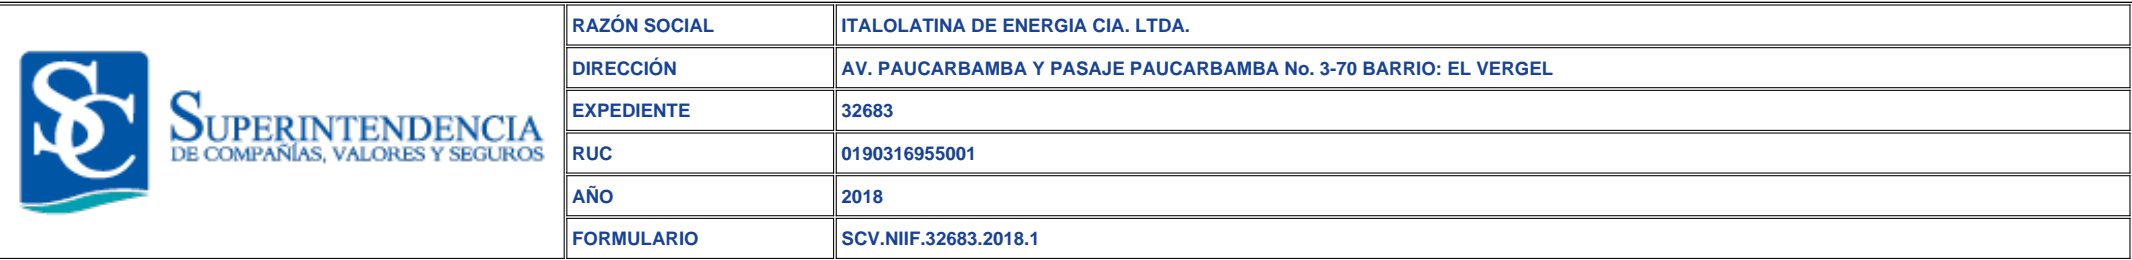 SC
SUPERINTENDENCIA
DE COMPAÑÍAS, VALORES Y SEGUROS
RAZÓN SOCIAL ITALOLATINA DE ENERGIA CIA. LTDA.
DIRECCIÓN AV. PAUCARBAMBA Y PASAJE PAUCARBAMBA No. 3-70 BARRIO: EL VERGEL
EXPEDIENTE 32683
RUC 0190316955001
AÑO 2018
FORMULARIO SCV.NIIF.32683.2018.1